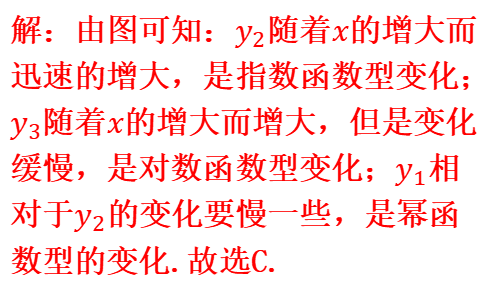 解：由图可知：y₂随着x的增大而
迅速的增大，是指数函数型变化；
y₃随着x的增大而增大，但是变化
缓慢，是对数函数型变化；y₁相
对于y₂的变化要慢一些，是幂函
数型的变化.故选C.